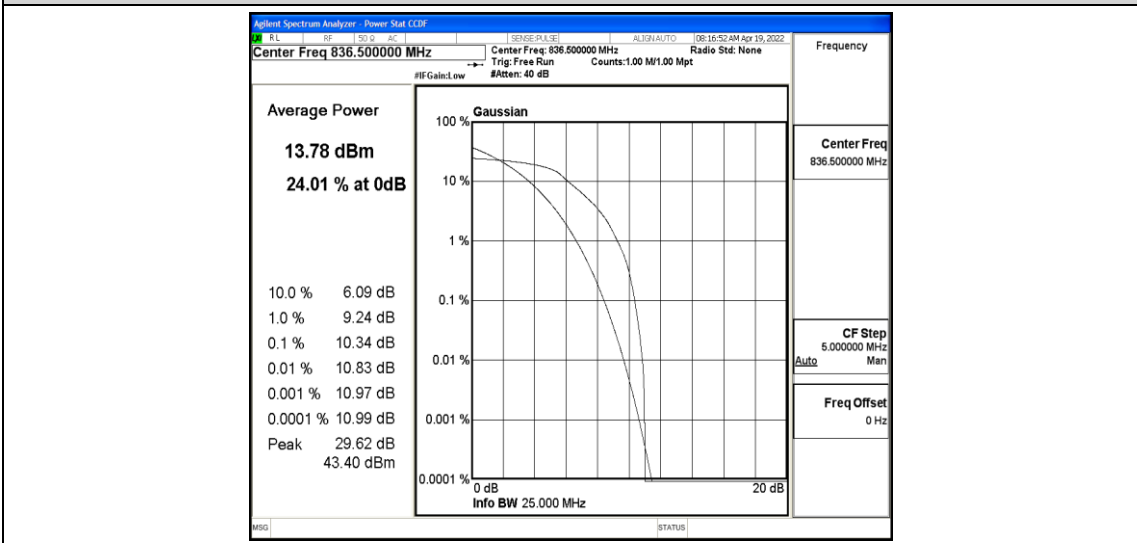 Agilent Spectrum Analyzer - Power Stat CCDF
RL RF 50 Ω AC SENSE:PULSE ALIGN AUTO 08:16:52 AM Apr 19, 2022
Center Freq 836.500000 MHz
Center Freq: 836.500000 MHz Radio Std: None
Trig: Free Run Counts:1.00 M/1.00 Mpt
#IFGain:Low #Atten: 40 dB
Average Power
13.78 dBm
24.01 % at 0dB
10.0 % 6.09 dB
1.0 % 9.24 dB
0.1 % 10.34 dB
0.01 % 10.83 dB
0.001 % 10.97 dB
0.0001 % 10.99 dB
Peak 29.62 dB
43.40 dBm
Gaussian
100 %
10 %
1 %
0.1 %
0.01 %
0.001 %
0.0001 %
0 dB 20 dB
Info BW 25.000 MHz
Frequency
Center Freq
836.500000 MHz
CF Step
5.000000 MHz
Auto Man
Freq Offset
0 Hz
MSG STATUS